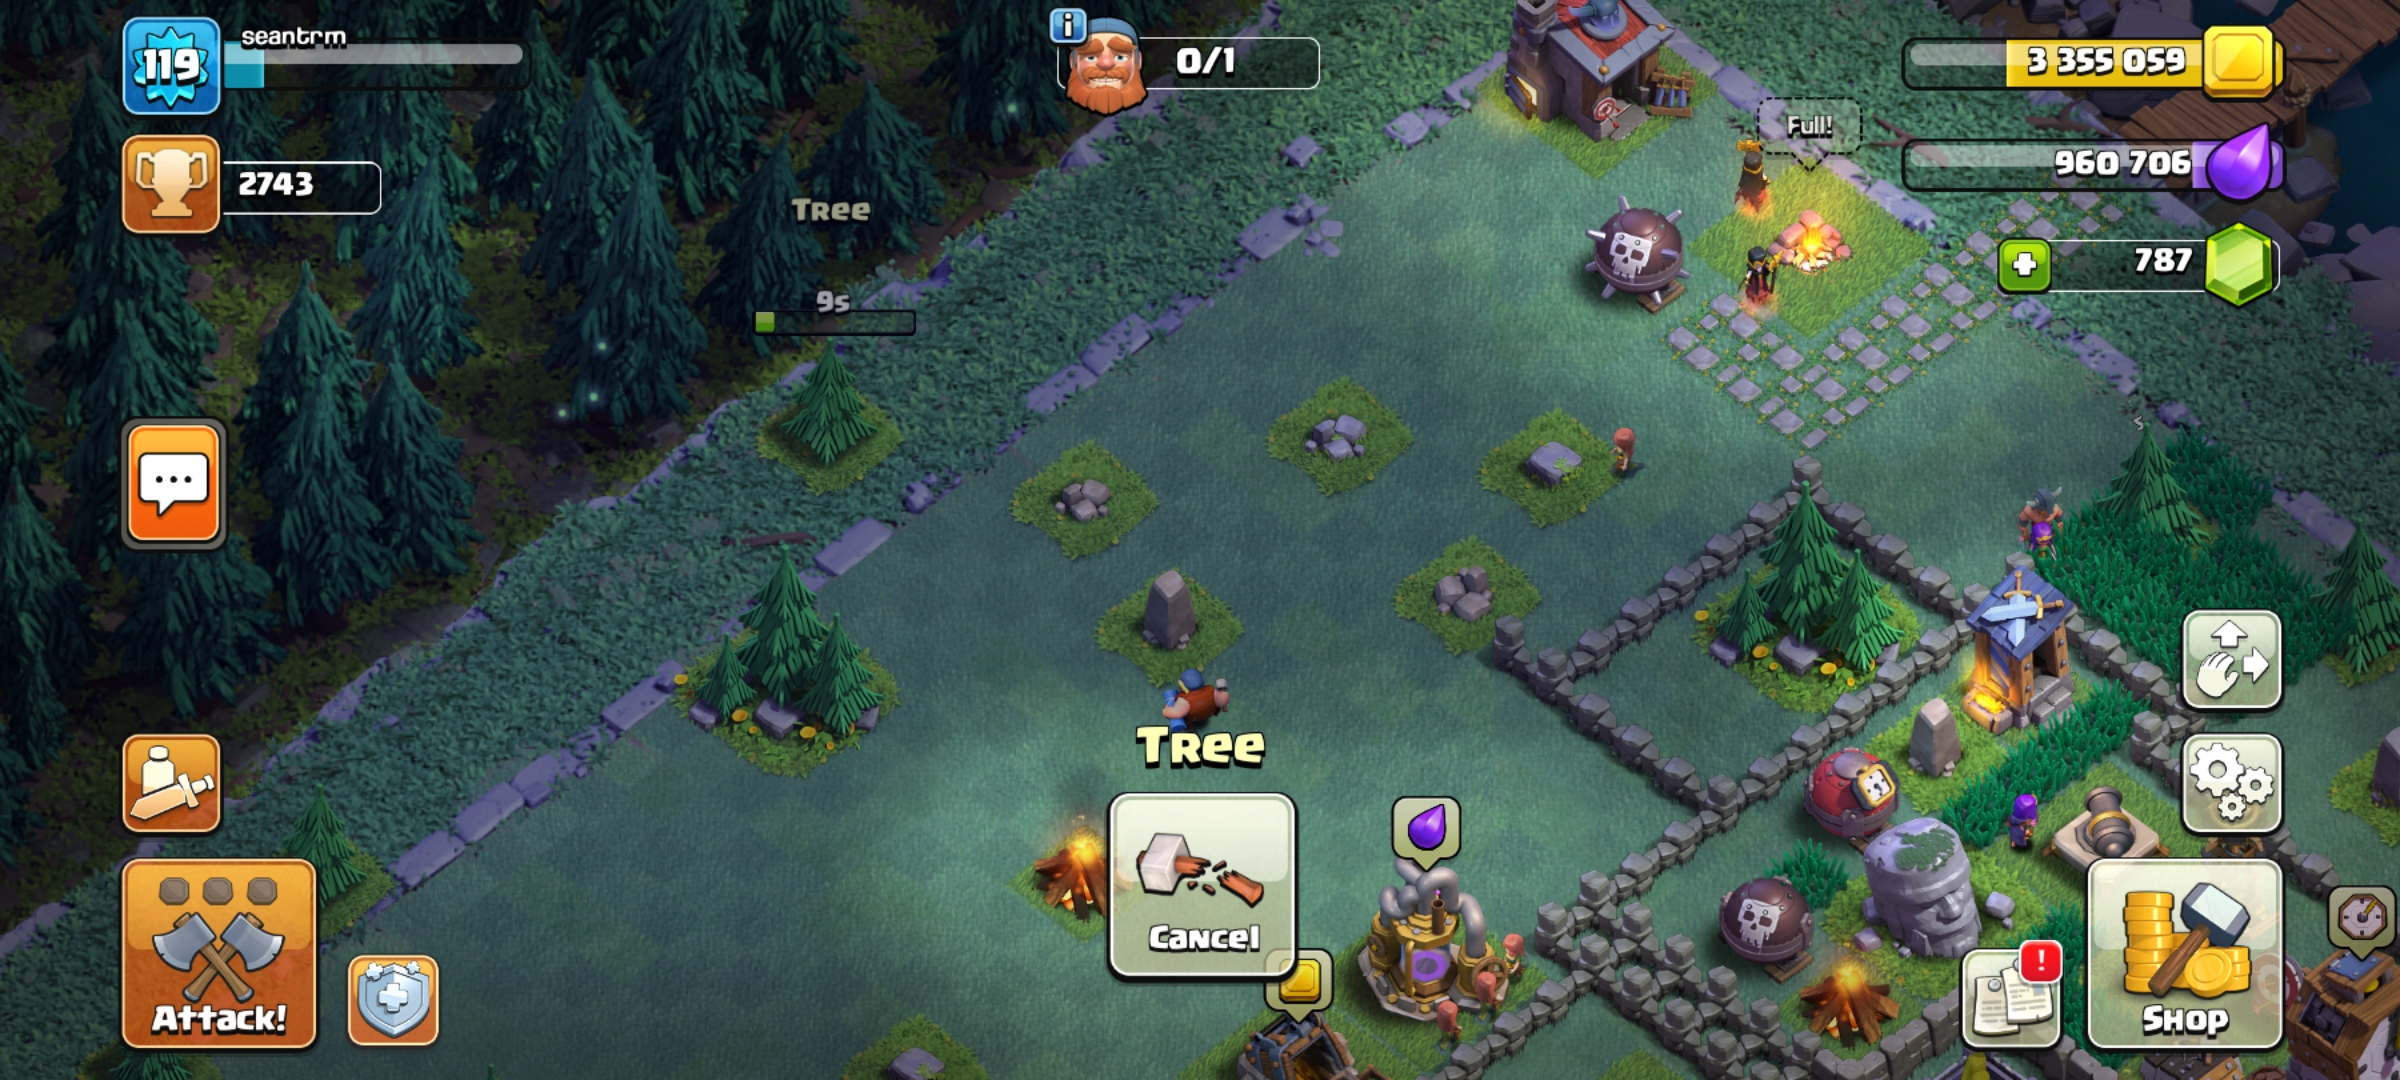 119
seantrm
0/1
3 355 059
Full!
960 706
2743
Tree
787
9s
Tree
Cancel
!
Attack!
Shop